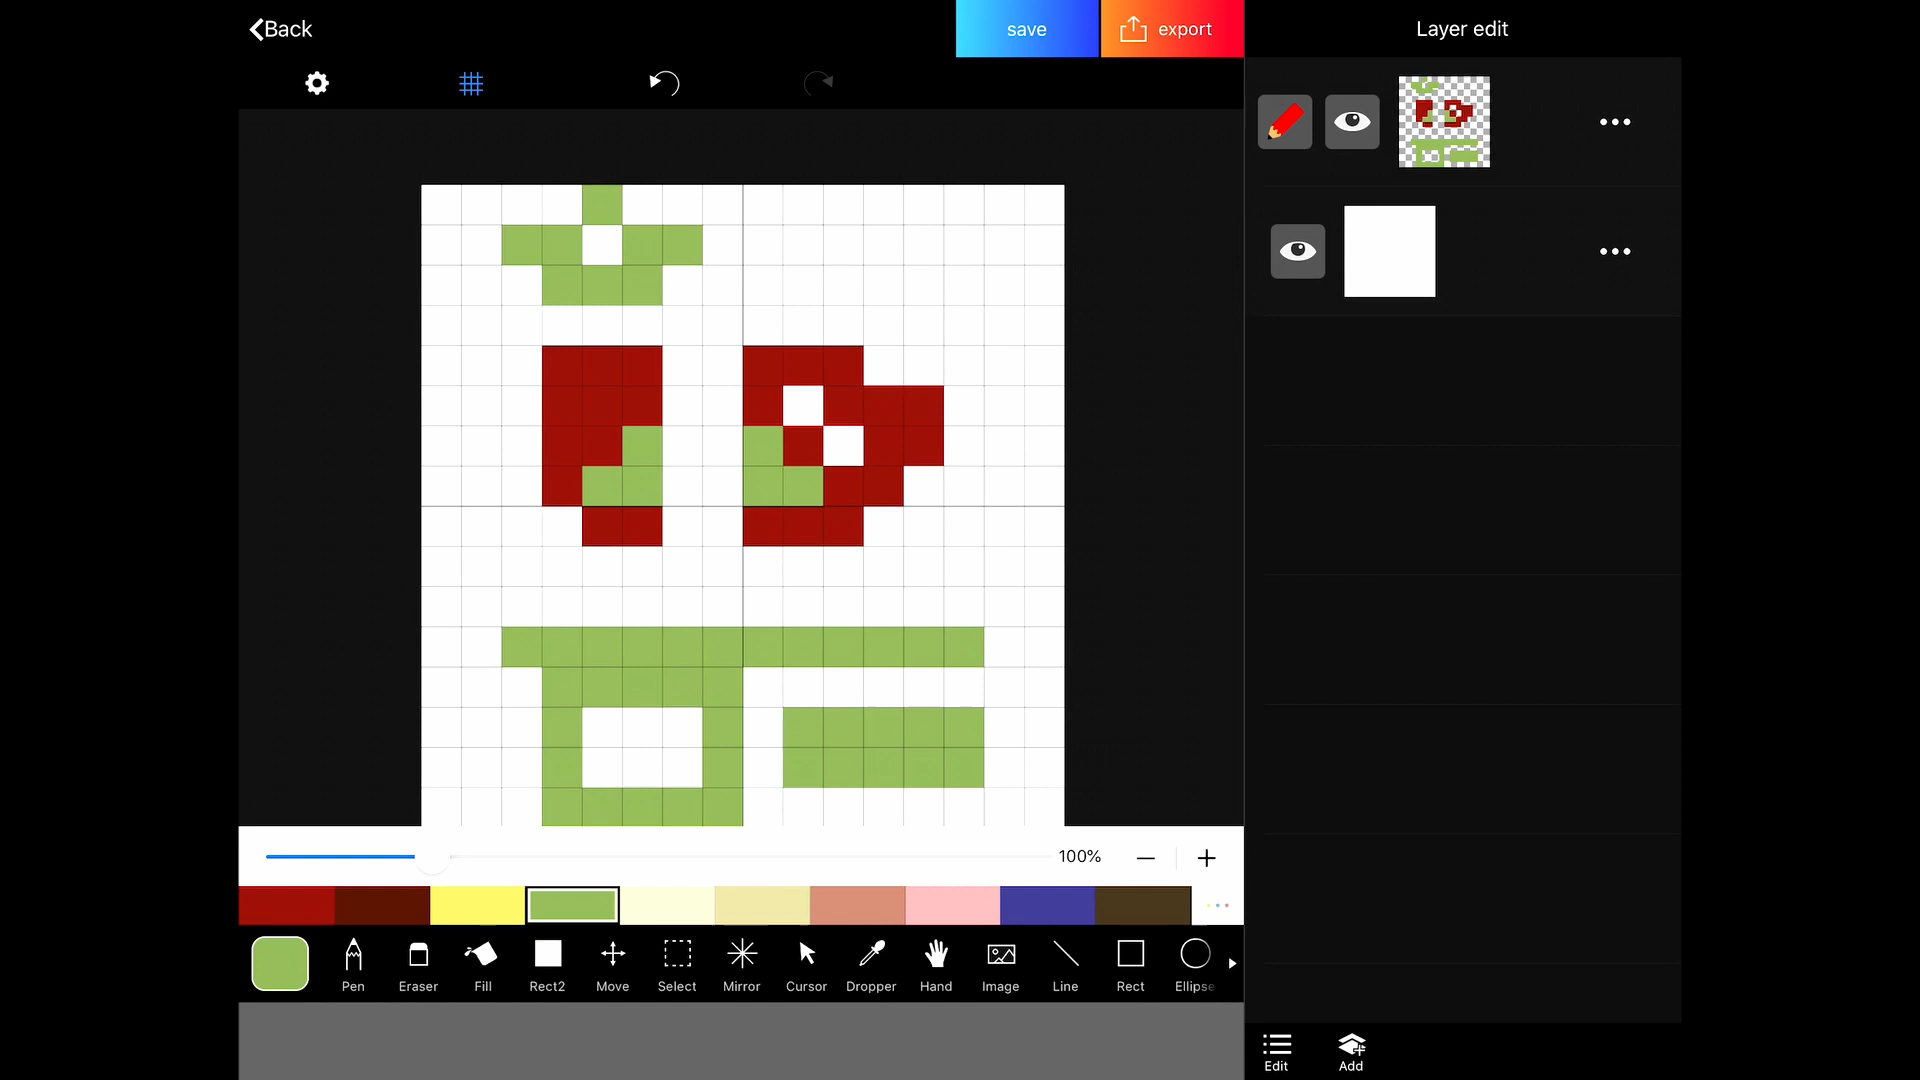 Back
save
export
Layer edit
100%
Pen
Eraser
Fill
Rect2
Move
Select
Mirror
Cursor
Dropper
Hand
Image
Line
Rect
Ellipse
Edit
Add